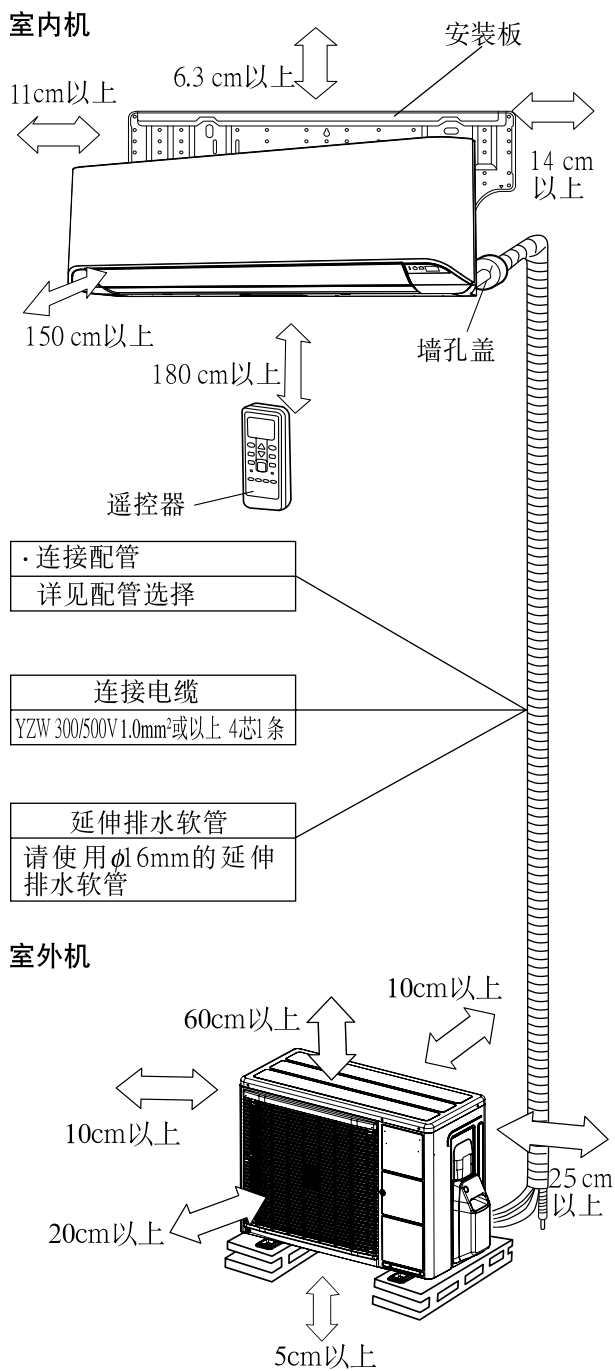 室内机
安装板
6.3 cm以上
11cm以上
14 cm
以上
150 cm以上
墙孔盖
180 cm以上
遥控器
·连接配管
详见配管选择
连接电缆
YZW 300/500V 1.0mm²或以上 4芯1条
延伸排水软管
请使用ϕ16mm的延伸
排水软管
室外机
10cm以上
60cm以上
10cm以上
25 cm
以上
20cm以上
5cm以上